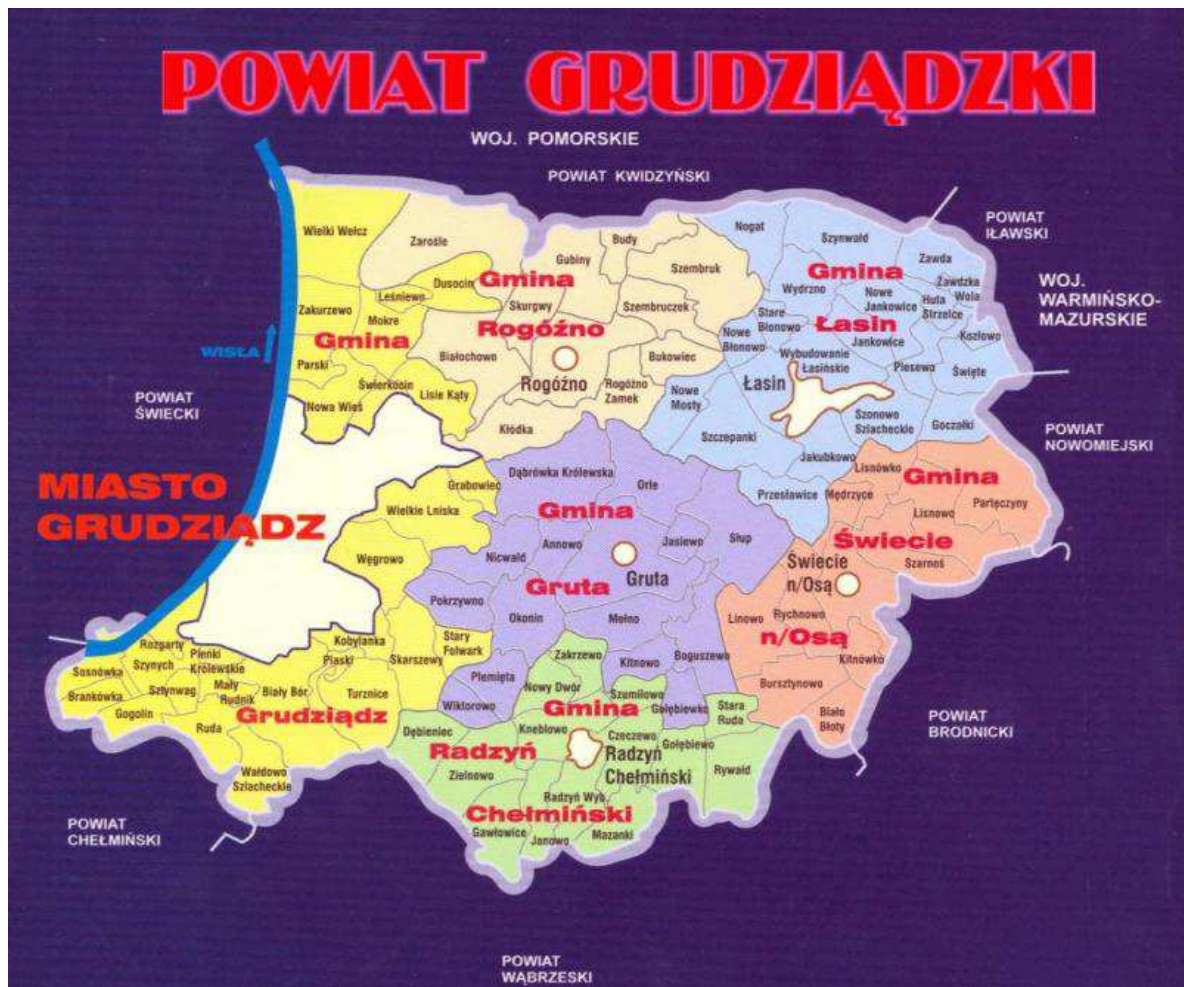 POWIAT GRUDZIĄDZKI
WOJ. POMORSKIE
POWIAT KWIDZYŃSKI
POWIAT
IŁAWSKI
WOJ.
WARMIŃSKO-
MAZURSKIE
POWIAT
NOWOMIEJSKI
POWIAT
BRODNICKI
POWIAT
WĄBRZESKI
POWIAT
CHEŁMIŃSKI
POWIAT
ŚWIECKI
WISŁA
MIASTO
GRUDZIĄDZ
Gmina
Grudziądz
Wielki Wełcz
Zakurzewo
Leśniewo
Dusocin
Mokre
Parski
Świerkocin
Nowa Wieś
Lisie Kąty
Grabowiec
Wielkie Lniska
Węgrowo
Skarszewy
Stary
Folwark
Kobylanka
Piaski
Turznice
Biały Bór
Mały
Rudnik
Pieńki
Królewskie
Rozgarty
Szynych
Sztynwag
Sosnówka
Brankówka
Gogolin
Ruda
Wałdowo
Szlacheckie
Gmina
Rogóźno
Zarośle
Gubiny
Budy
Szembruk
Skurgwy
Szembruczek
Białochowo
Rogóźno
Bukowiec
Rogóźno
Zamek
Kłódka
Gmina
Łasin
Nogat
Szynwałd
Zawda
Zawdzka
Wola
Wydrzno
Nowe
Jankowice
Huta
Strzelce
Stare
Błonowo
Nowe
Błonowo
Jankowice
Kozłowo
Wybudowanie
Łasińskie
Plesewo
Święte
Łasin
Nowe
Mosty
Szczepanki
Szonowo
Szlacheckie
Goczałki
Jakubkowo
Przesławice
Gmina
Świecie
n/Osą
Lisnówko
Mędrzyce
Lisnowo
Partęczyny
Szarnoś
Świecie
n/Osą
Linowo
Rychnowo
Kitnówko
Bursztynowo
Biało
Błoty
Gmina
Gruta
Dąbrówka Królewska
Orle
Nicwałd
Annowo
Jasiewo
Słup
Gruta
Pokrzywno
Okonin
Mełno
Boguszewo
Kitnowo
Plemięta
Wiktorowo
Gołębiewko
Gmina
Radzyń
Chełmiński
Zakrzewo
Nowy Dwór
Szumiłowo
Stara
Ruda
Dębieniec
Kneblowo
Czeczewo
Gołębiewo
Radzyń
Chełmiński
Rywałd
Zielnowo
Radzyń Wyb.
Gawłowice
Janowo
Mazanki